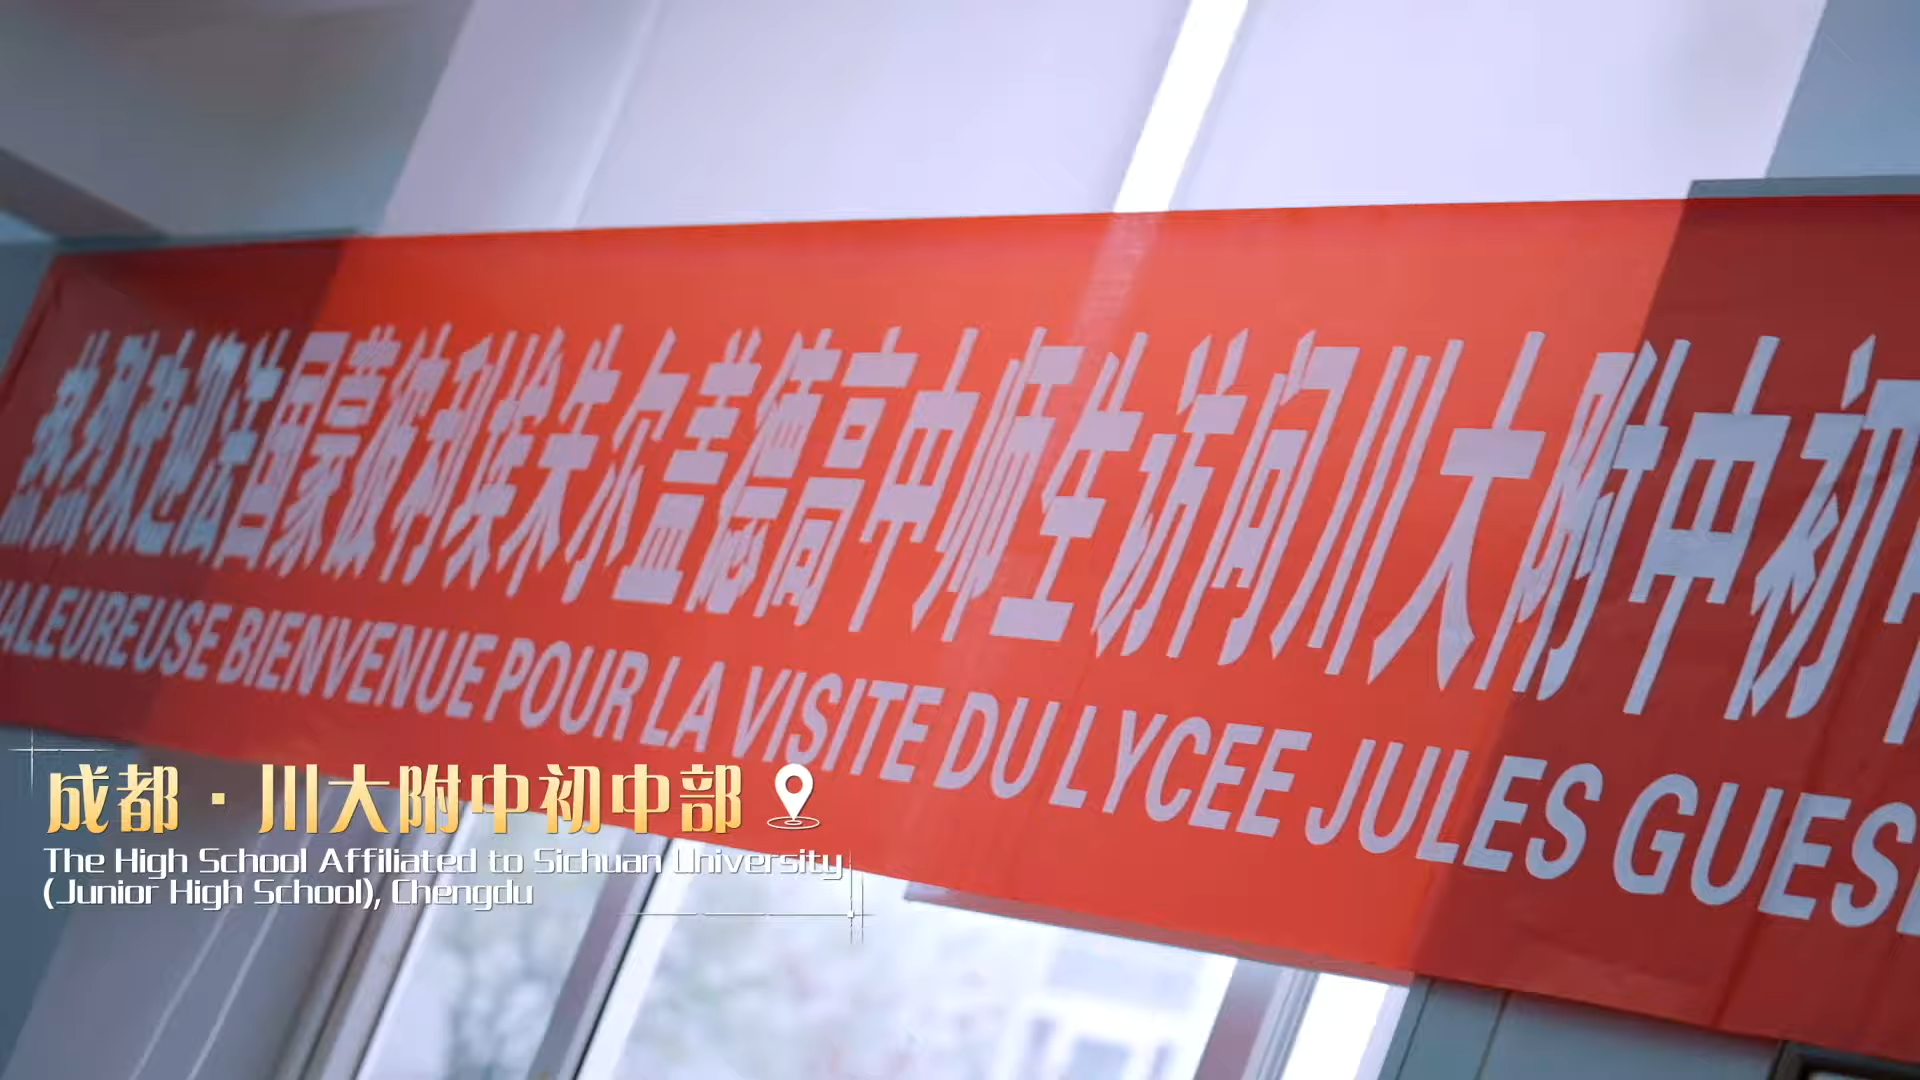 热烈欢迎法国蒙彼利埃朱尔盖德高中师生访问川大附中初
HALEUREUSE BIENVENUE POUR LA VISITE DU LYCEE JULES GUES
成都·川大附中初中部
The High School Affiliated to Sichuan University
(Junior High School), Chengdu